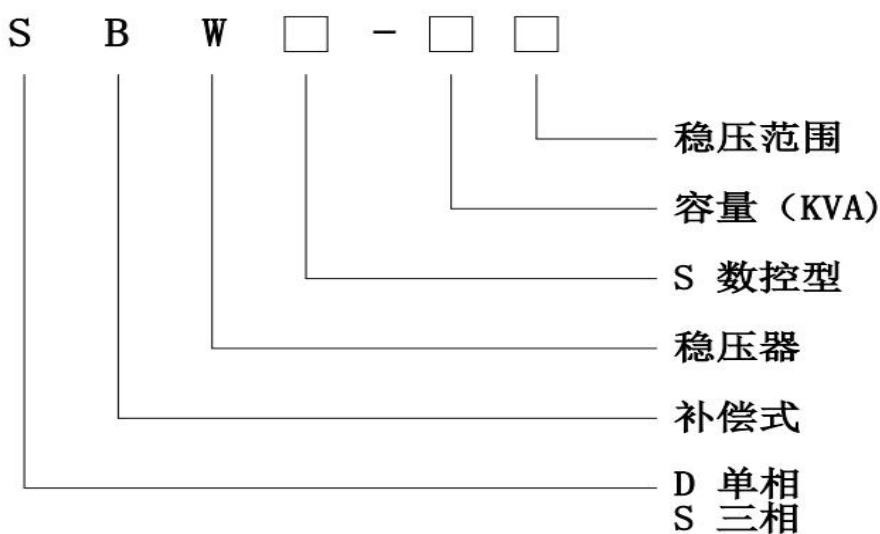 S B W □ - □ □
稳压范围
容量（KVA）
S 数控型
稳压器
补偿式
D 单相
S 三相